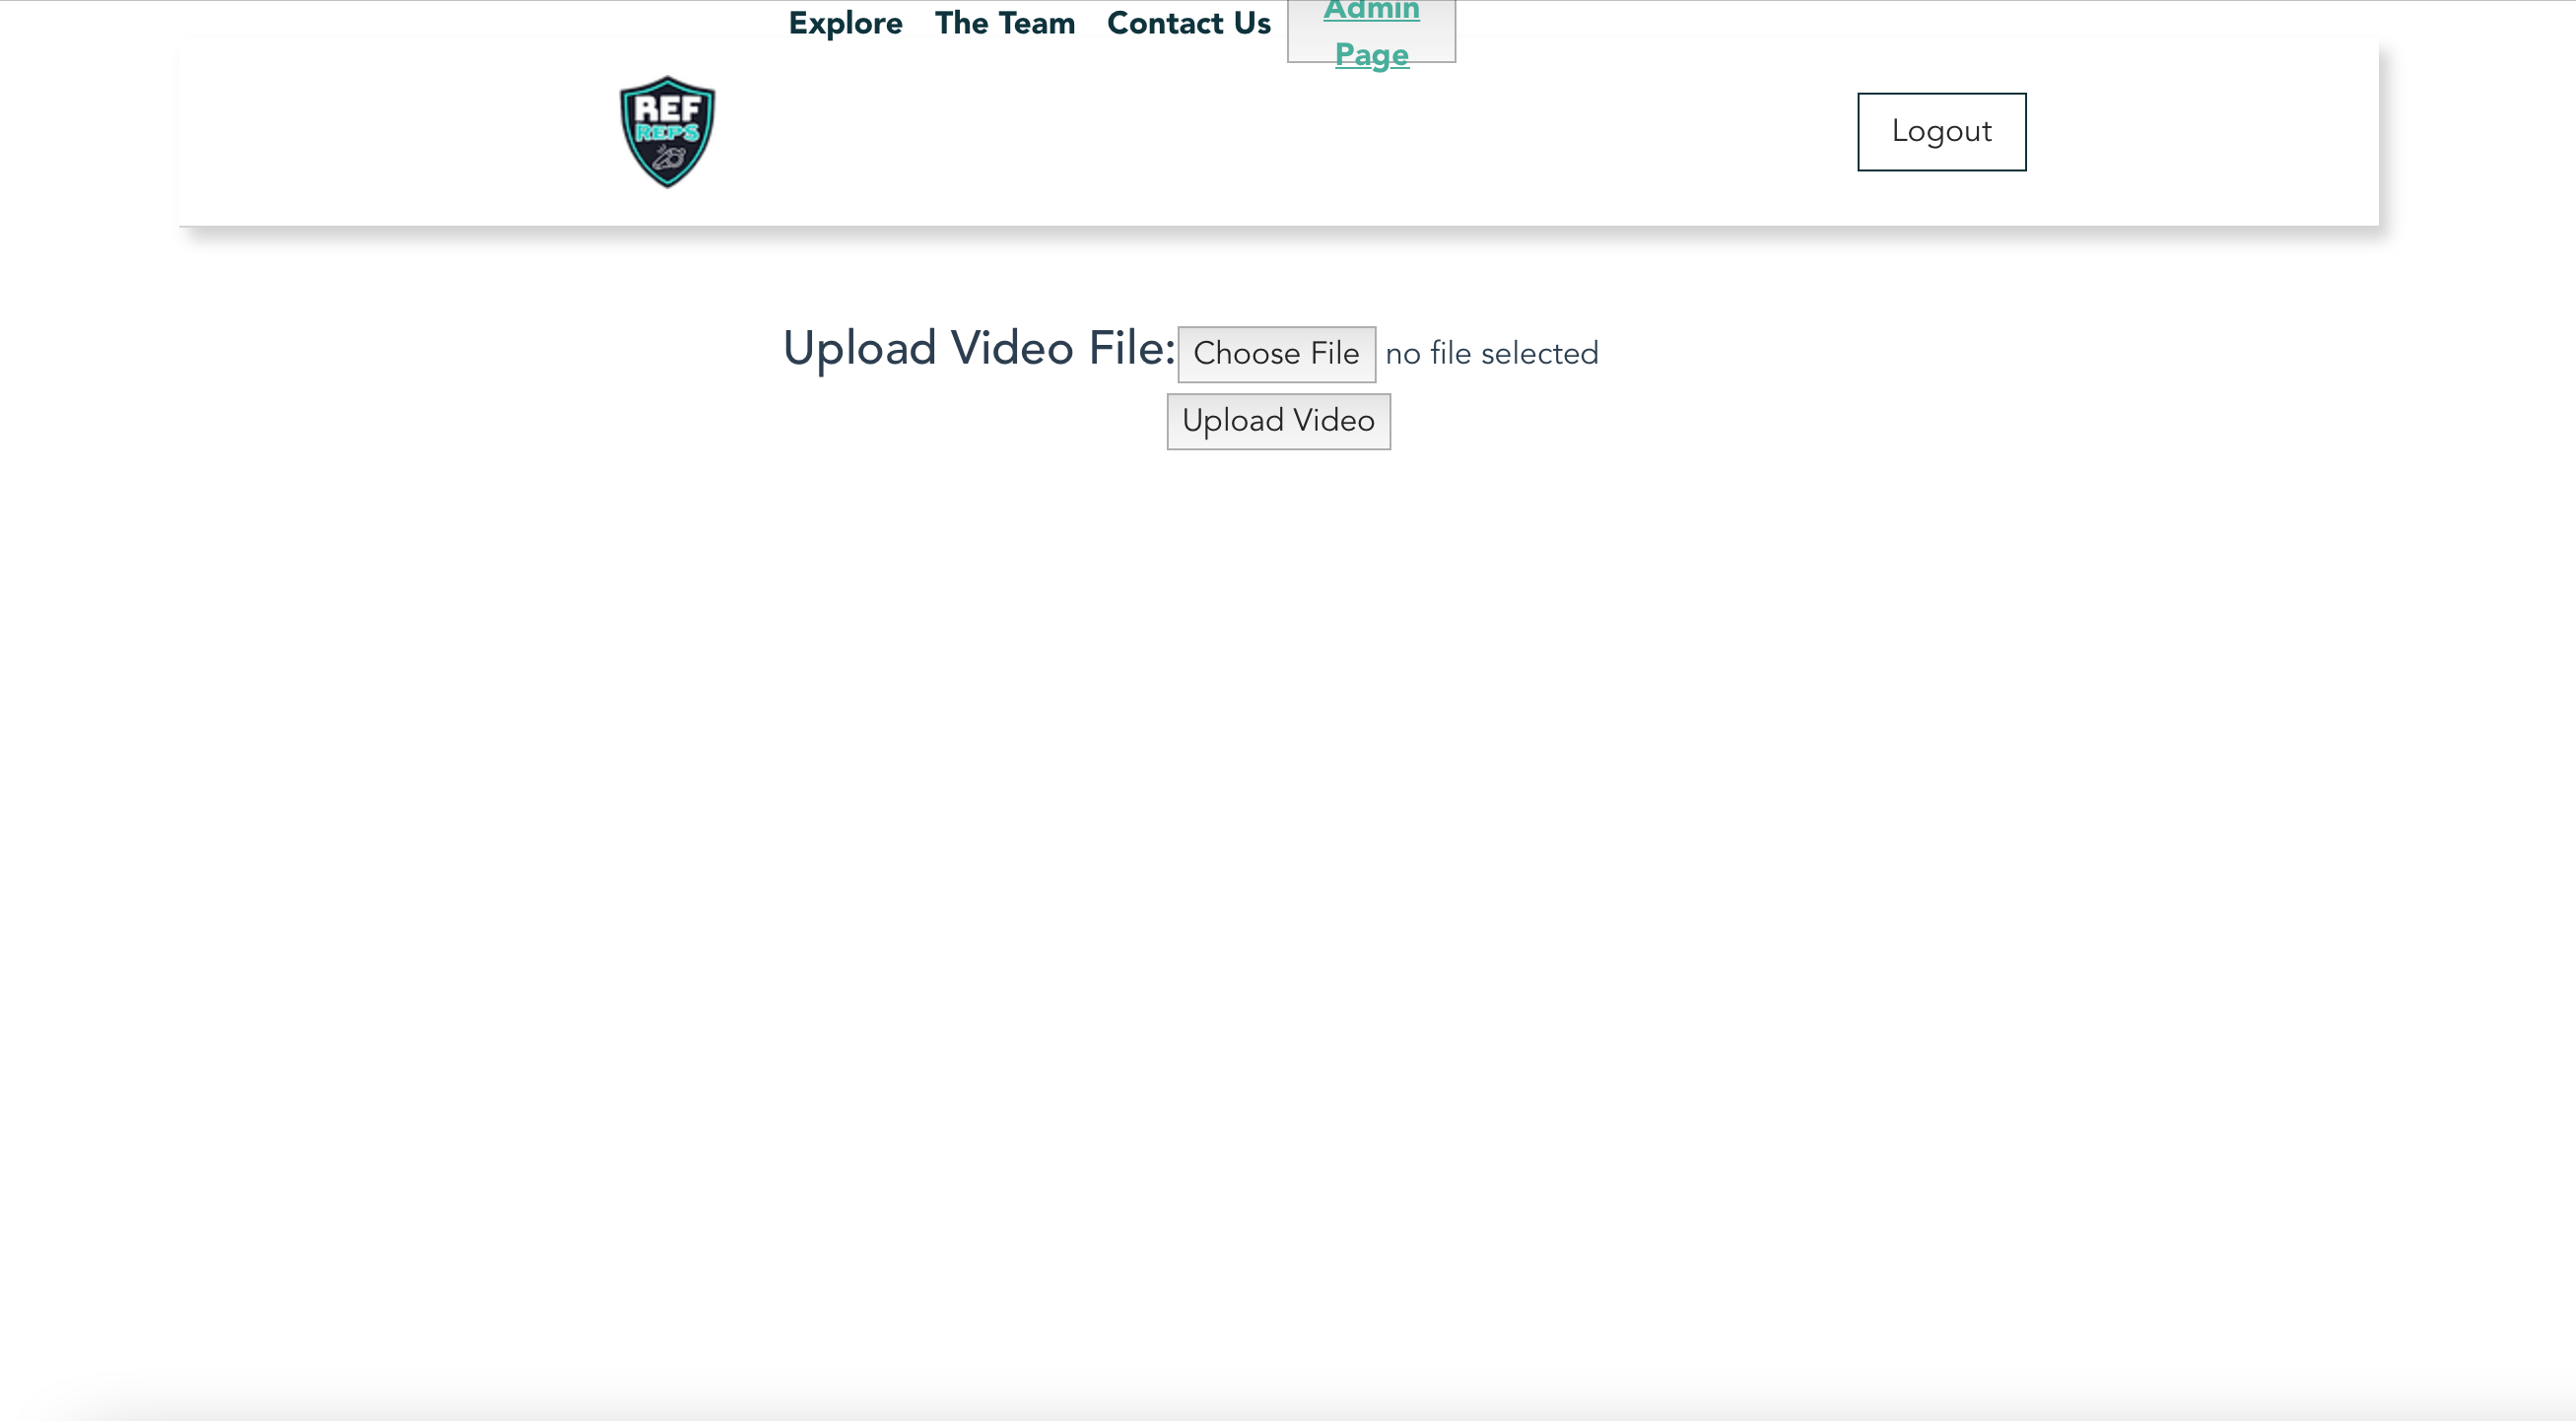 Explore The Team Contact Us Admin
Page
REF
REPS
Logout
Upload Video File: Choose File no file selected
Upload Video